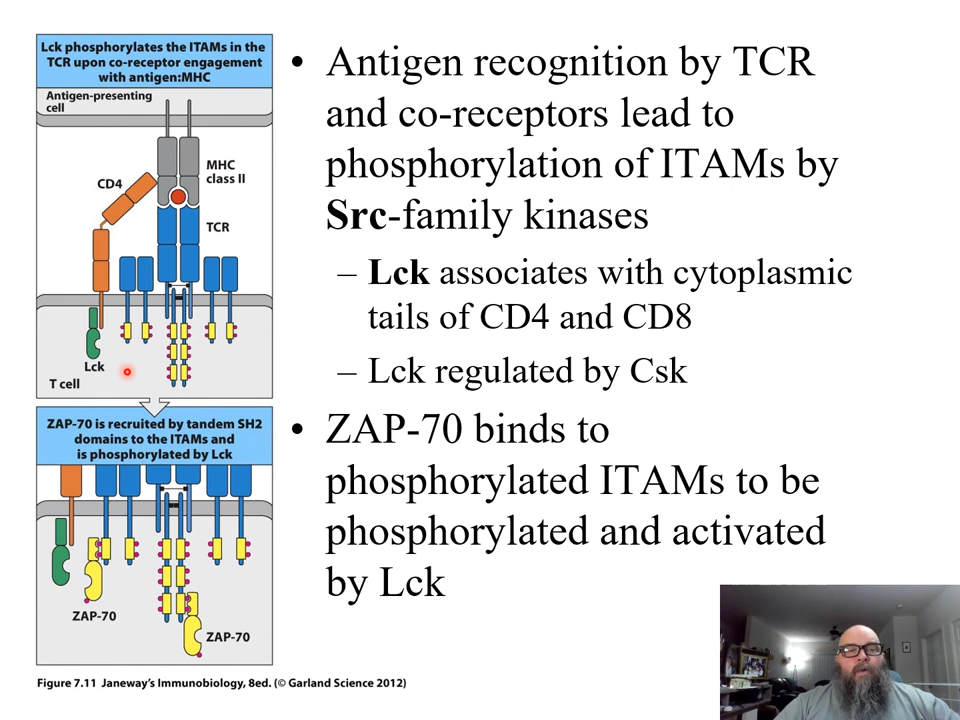 Lck phosphorylates the ITAMs in the
TCR upon co-receptor engagement
with antigen:MHC
Antigen-presenting
cell
MHC
class II
CD4
TCR
Lck
T cell
ZAP-70 is recruited by tandem SH2
domains to the ITAMs and
is phosphorylated by Lck
ZAP-70
ZAP-70
Figure 7.11 Janeway's Immunobiology, 8ed. (© Garland Science 2012)
• Antigen recognition by TCR
and co-receptors lead to
phosphorylation of ITAMs by
Src-family kinases
– Lck associates with cytoplasmic
tails of CD4 and CD8
– Lck regulated by Csk
• ZAP-70 binds to
phosphorylated ITAMs to be
phosphorylated and activated
by Lck